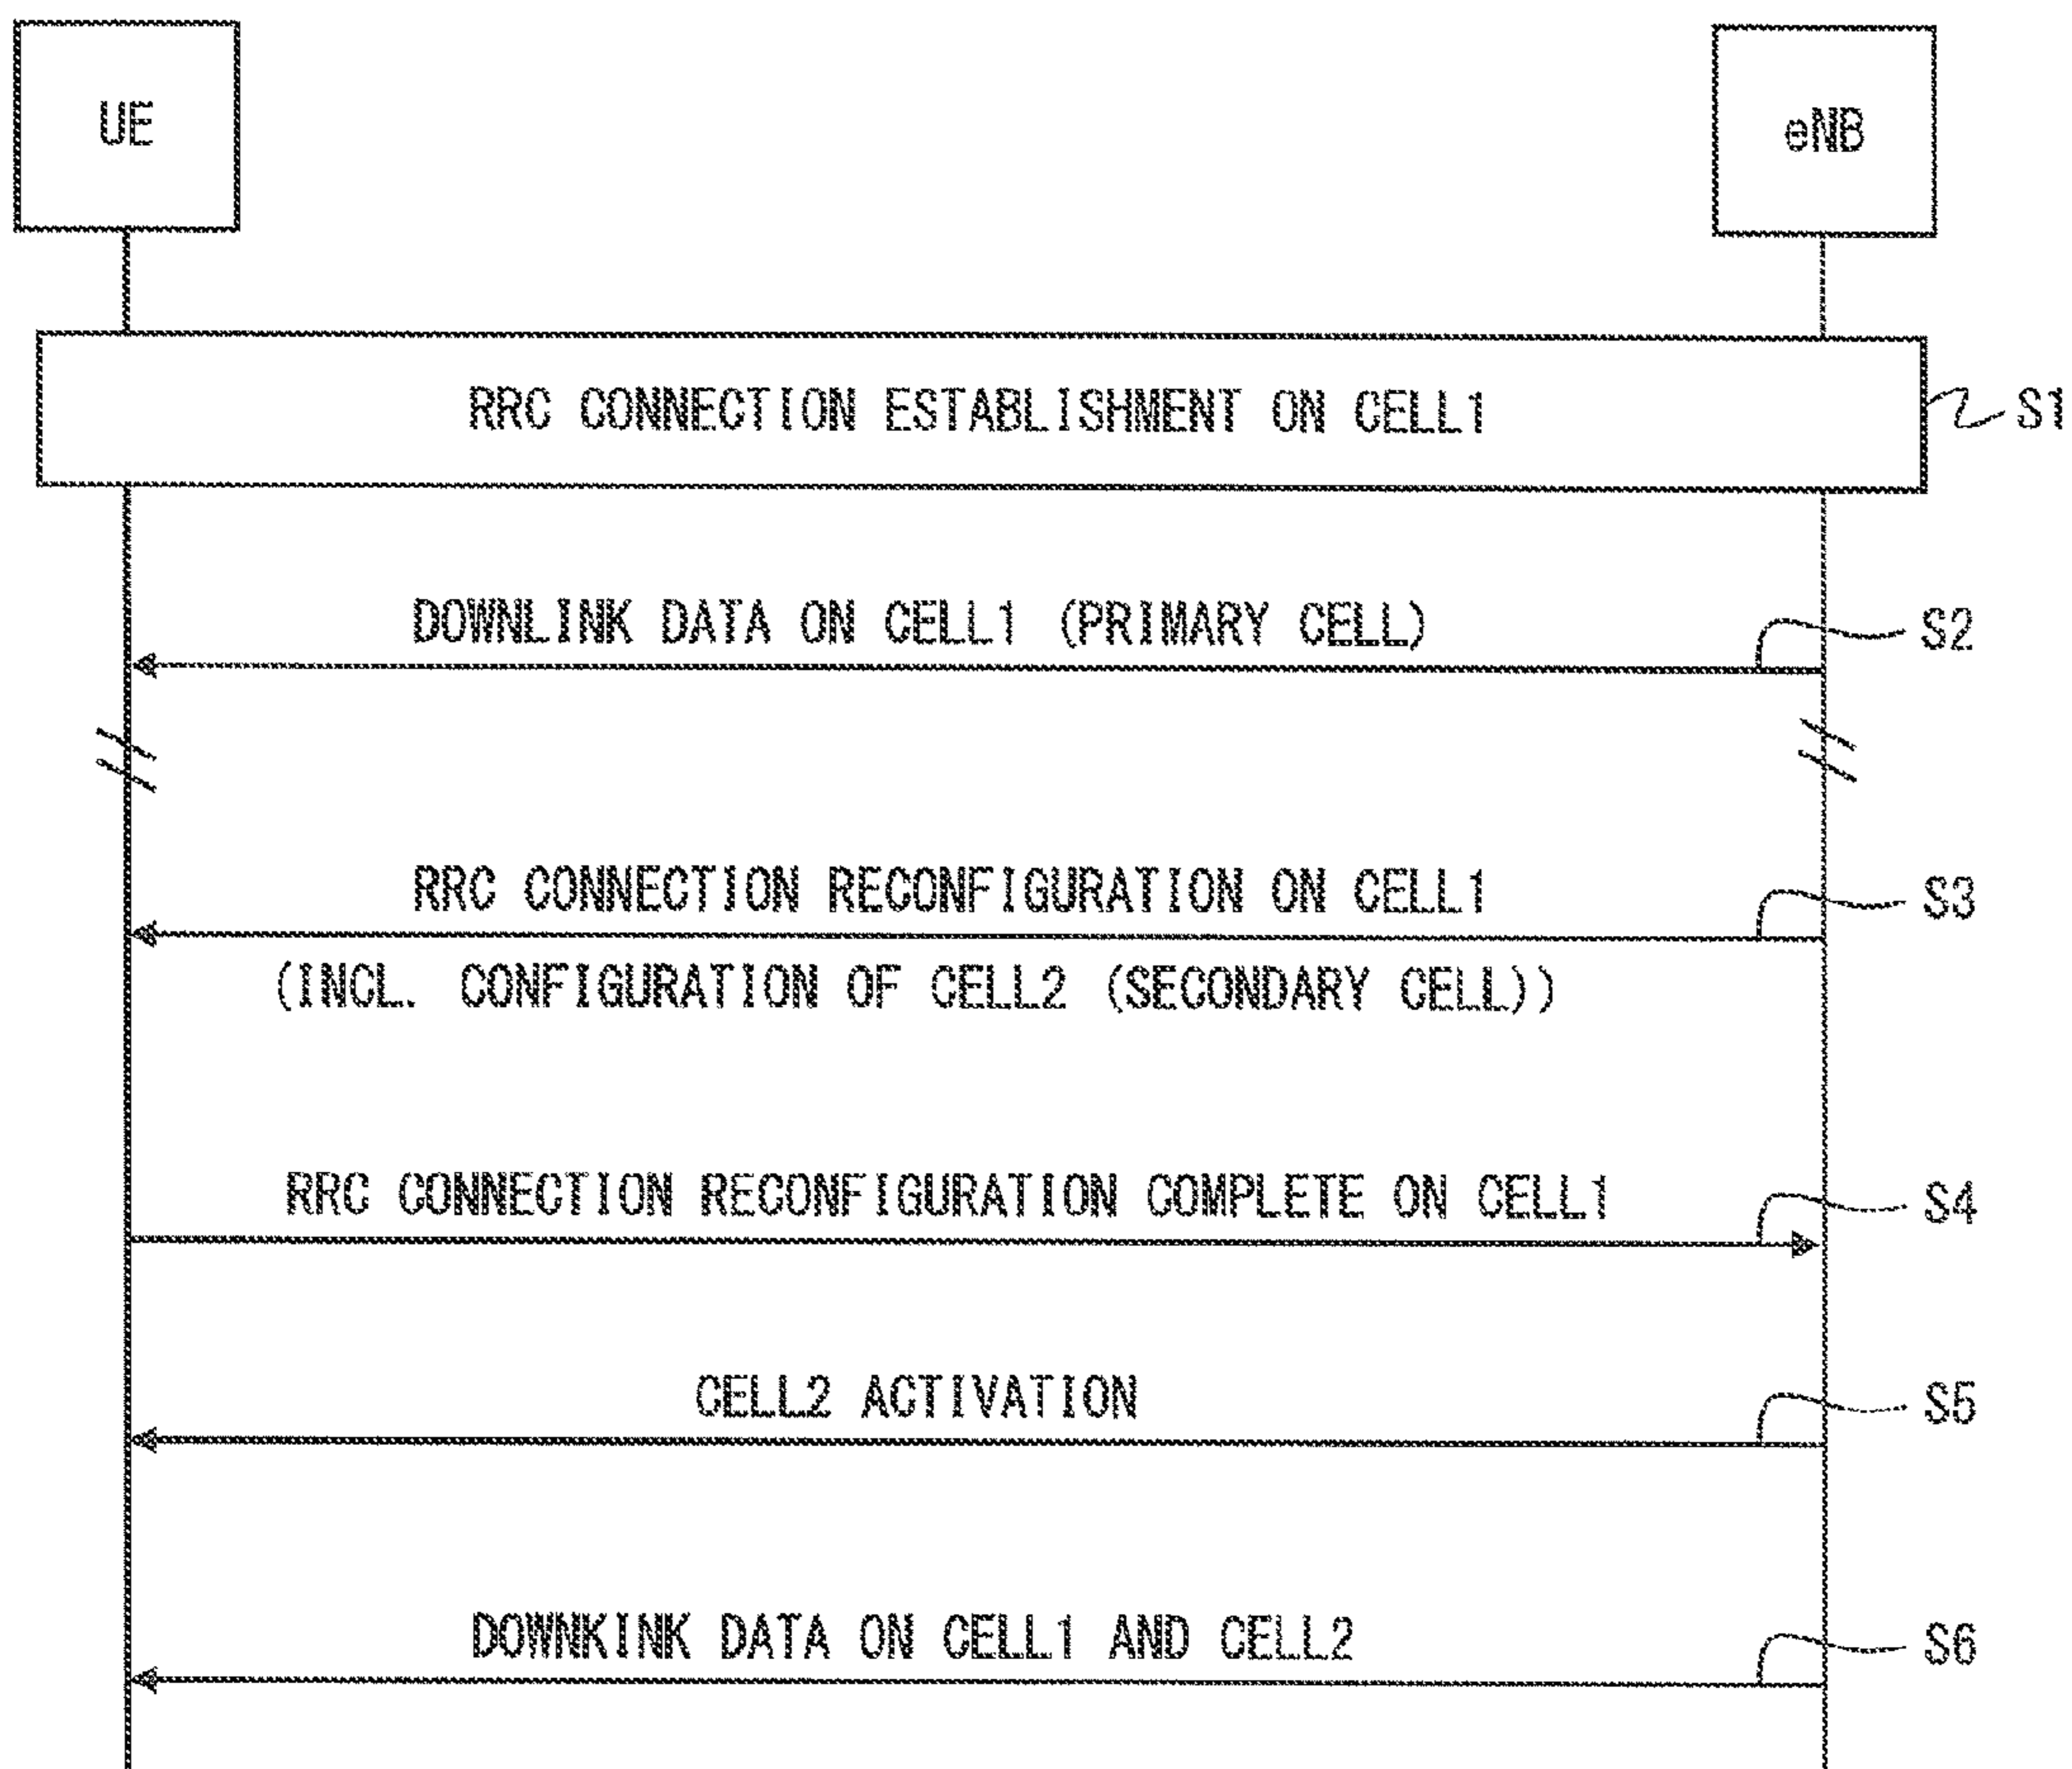 UE
eNB
RRC CONNECTION ESTABLISHMENT ON CELL1
S1
DOWNLINK DATA ON CELL1 (PRIMARY CELL)
S2
RRC CONNECTION RECONFIGURATION ON CELL1
S3
(INCL. CONFIGURATION OF CELL2 (SECONDARY CELL))
RRC CONNECTION RECONFIGURATION COMPLETE ON CELL1
S4
CELL2 ACTIVATION
S5
DOWNKINK DATA ON CELL1 AND CELL2
S6